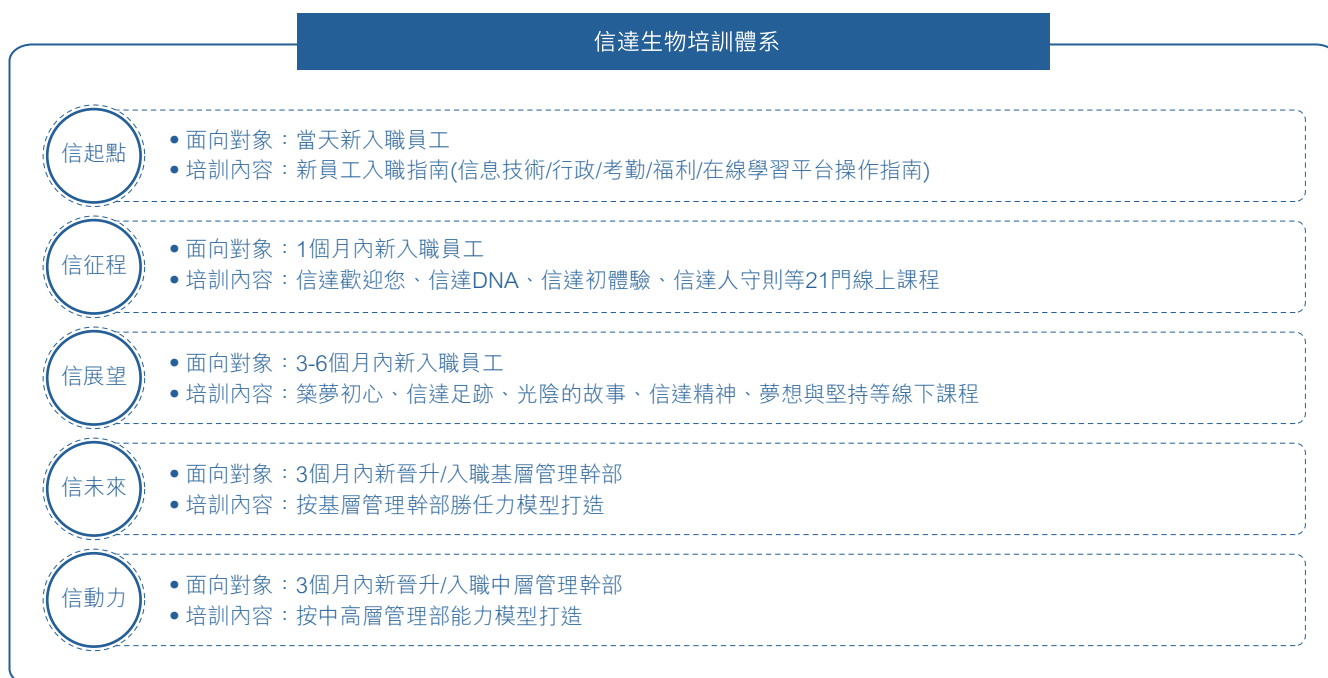 信達生物培訓體系
信起點
• 面向對象：當天新入職員工
• 培訓內容：新員工入職指南(信息技術/行政/考勤/福利/在線學習平台操作指南)
信征程
• 面向對象：1個月內新入職員工
• 培訓內容：信達歡迎您、信達DNA、信達初體驗、信達人守則等21門線上課程
信展望
• 面向對象：3-6個月內新入職員工
• 培訓內容：築夢初心、信達足跡、光陰的故事、信達精神、夢想與堅持等線下課程
信未來
• 面向對象：3個月內新晉升/入職基層管理幹部
• 培訓內容：按基層管理幹部勝任力模型打造
信動力
• 面向對象：3個月內新晉升/入職中層管理幹部
• 培訓內容：按中高層管理部能力模型打造